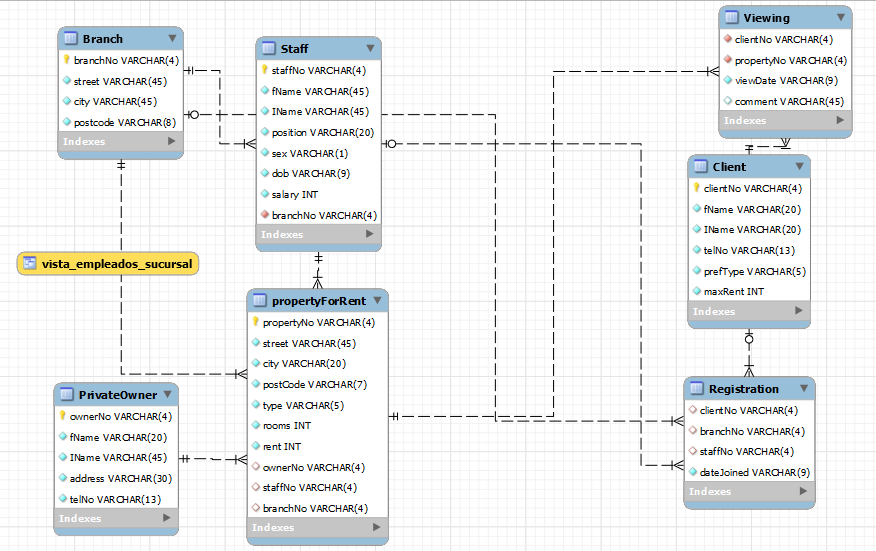 Branch
branchNo VARCHAR(4)
street VARCHAR(45)
city VARCHAR(45)
postcode VARCHAR(8)
Indexes
Staff
staffNo VARCHAR(4)
fName VARCHAR(45)
lName VARCHAR(45)
position VARCHAR(20)
sex VARCHAR(1)
dob VARCHAR(9)
salary INT
branchNo VARCHAR(4)
Indexes
Viewing
clientNo VARCHAR(4)
propertyNo VARCHAR(4)
viewDate VARCHAR(9)
comment VARCHAR(45)
Indexes
Client
clientNo VARCHAR(4)
fName VARCHAR(20)
lName VARCHAR(20)
telNo VARCHAR(13)
prefType VARCHAR(5)
maxRent INT
Indexes
vista_empleados_sucursal
propertyForRent
propertyNo VARCHAR(4)
street VARCHAR(45)
city VARCHAR(20)
postCode VARCHAR(7)
type VARCHAR(5)
rooms INT
rent INT
ownerNo VARCHAR(4)
staffNo VARCHAR(4)
branchNo VARCHAR(4)
Indexes
PrivateOwner
ownerNo VARCHAR(4)
fName VARCHAR(20)
lName VARCHAR(45)
address VARCHAR(30)
telNo VARCHAR(13)
Indexes
Registration
clientNo VARCHAR(4)
branchNo VARCHAR(4)
staffNo VARCHAR(4)
dateJoined VARCHAR(9)
Indexes